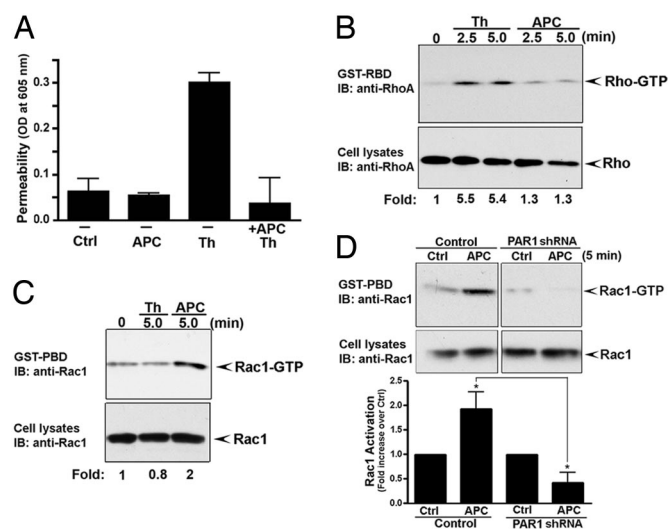 A
Permeability (OD at 605 nm)
0.3
0.2
0.1
0.0
– – – +APC
Ctrl APC Th Th
B
Th APC
0 2.5 5.0 2.5 5.0 (min)
GST-RBD
IB: anti-RhoA
Rho-GTP
Cell lysates
IB: anti-RhoA
Rho
Fold: 1 5.5 5.4 1.3 1.3
C
Th APC
0 5.0 5.0 (min)
GST-PBD
IB: anti-Rac1
Rac1-GTP
Cell lysates
IB: anti-Rac1
Rac1
Fold: 1 0.8 2
D
Control PAR1 shRNA
Ctrl APC Ctrl APC (5 min)
GST-PBD
IB: anti-Rac1
Rac1-GTP
Cell lysates
IB: anti-Rac1
Rac1
Rac1 Activation
(Fold increase over Ctrl)
2.5
2.0
1.5
1.0
0.5
0.0
* *
Ctrl APC Ctrl APC
Control PAR1 shRNA